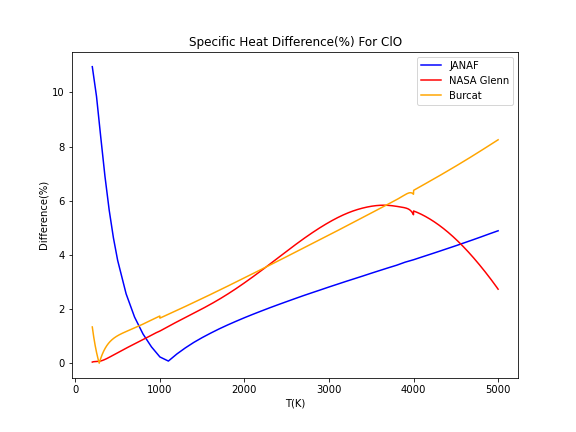 Specific Heat Difference(%) For ClO
JANAF
NASA Glenn
Burcat
10
8
6
4
2
0
Difference(%)
0 1000 2000 3000 4000 5000
T(K)